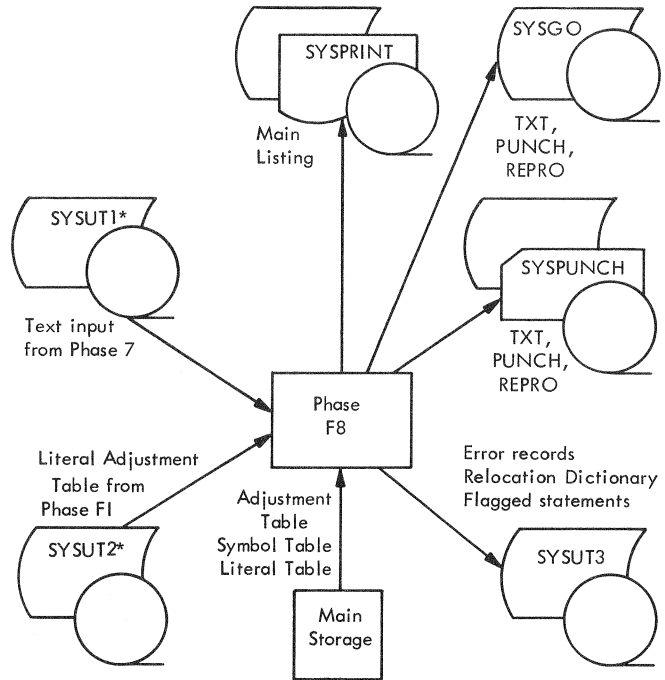 SYSPRINT
Main
Listing
SYSGO
TXT,
PUNCH,
REPRO
SYSUT1*
Text input
from Phase 7
SYSPUNCH
TXT,
PUNCH,
REPRO
Phase
F8
Literal Adjustment
Table from
Phase FI
SYSUT2*
Adjustment
Table
Symbol Table
Literal Table
Main
Storage
Error records
Relocation Dictionary
Flagged statements
SYSUT3